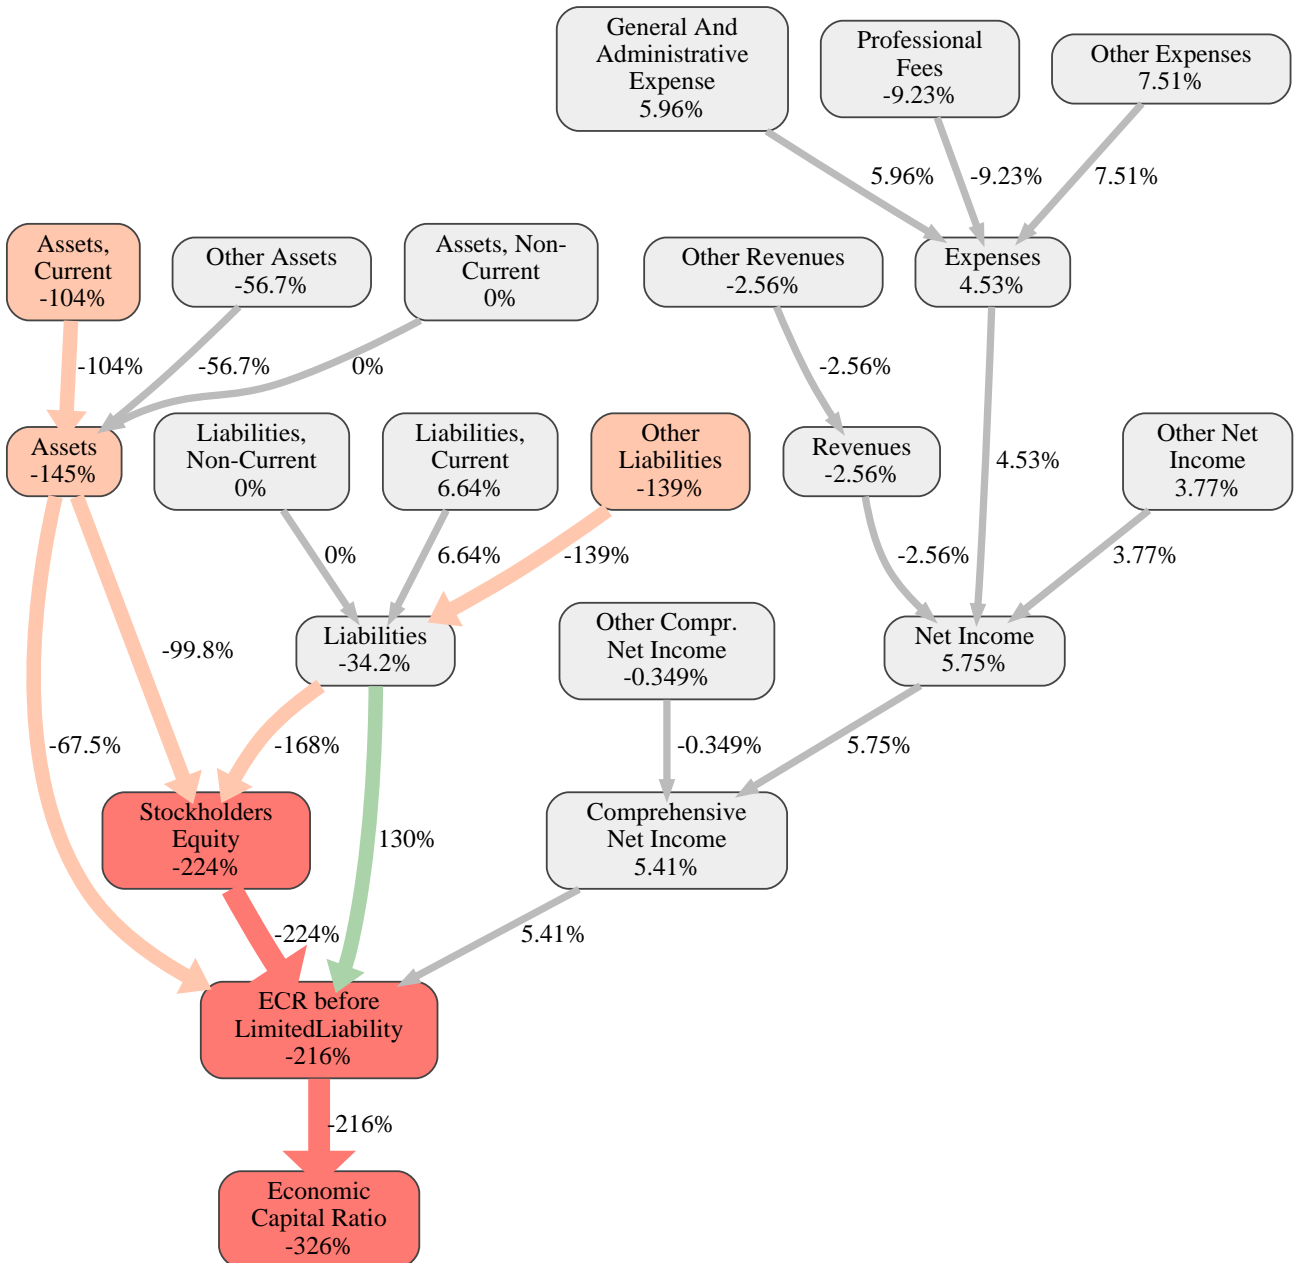 General And
Administrative
Expense
5.96%
Professional
Fees
-9.23%
Other Expenses
7.51%
5.96%
-9.23%
7.51%
Assets,
Current
-104%
Other Assets
-56.7%
Assets, Non-
Current
0%
Other Revenues
-2.56%
Expenses
4.53%
-104%
-56.7%
0%
-2.56%
Assets
-145%
Liabilities,
Non-Current
0%
Liabilities,
Current
6.64%
Other
Liabilities
-139%
Revenues
-2.56%
4.53%
Other Net
Income
3.77%
0%
6.64%
-139%
-2.56%
3.77%
Liabilities
-34.2%
Other Compr.
Net Income
-0.349%
Net Income
5.75%
-99.8%
-67.5%
-168%
-0.349%
5.75%
Stockholders
Equity
-224%
130%
Comprehensive
Net Income
5.41%
-224%
5.41%
ECR before
LimitedLiability
-216%
-216%
Economic
Capital Ratio
-326%